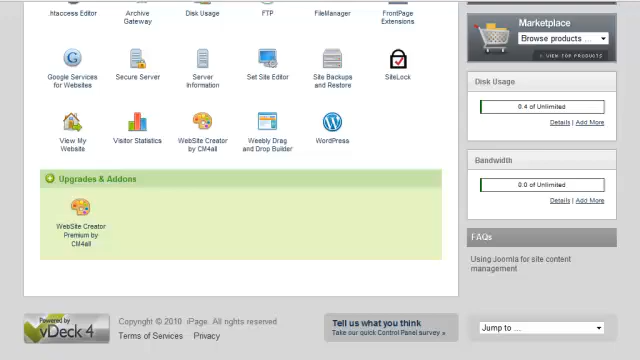 .htaccess Editor
Archive Gateway
Disk Usage
FTP
FileManager
FrontPage Extensions
Google Services for Websites
Secure Server
Server Information
Set Site Editor
Site Backups and Restore
SiteLock
View My Website
Visitor Statistics
WebSite Creator by CM4all
Weebly Drag and Drop Builder
WordPress
Upgrades & Addons
WebSite Creator Premium by CM4all
Marketplace
Browse products ...
VIEW TOP PRODUCTS
Disk Usage
0.4 of Unlimited
Details | Add More
Bandwidth
0.0 of Unlimited
Details | Add More
FAQs
Using Joomla for site content
management
Powered by
vDeck 4
Copyright © 2010 iPage. All rights reserved
Terms of Services Privacy
Tell us what you think
Take our quick Control Panel survey »
Jump to ...